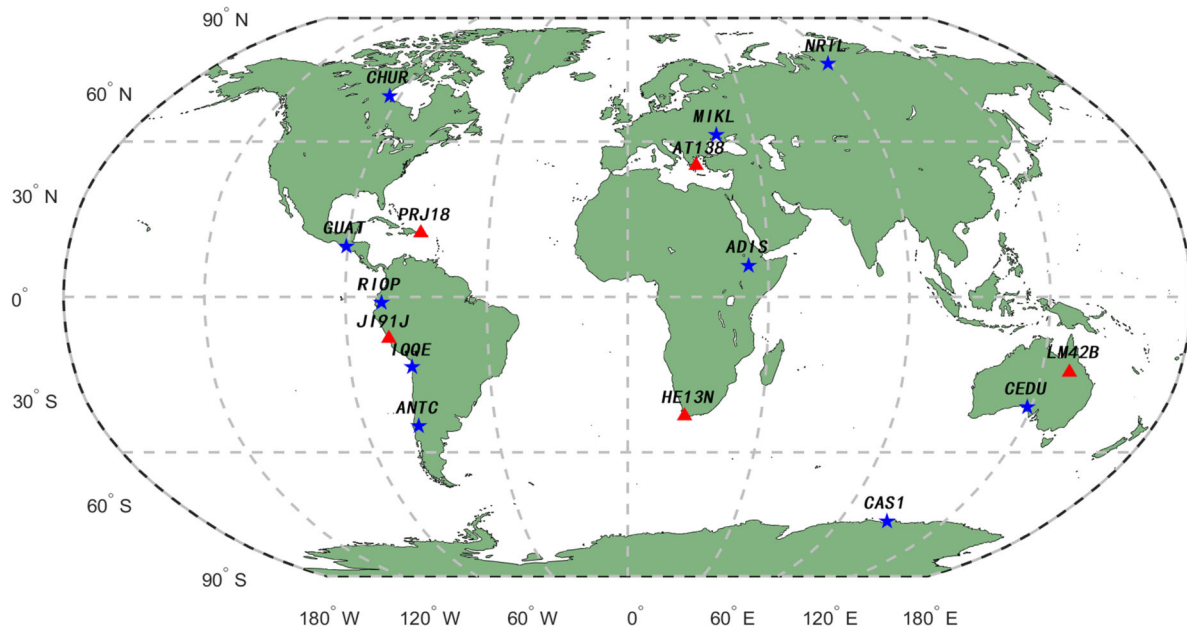 90° N
NRIL
CHUR
60° N
MIKL
AT138
30° N
PRJ18
GUAT
ADIS
RIOP
0°
JI91J
IQQE
LM42B
CEDU
HE13N
30° S
ANTC
CAS1
60° S
90° S
180° W 120° W 60° W 0° 60° E 120° E 180° E